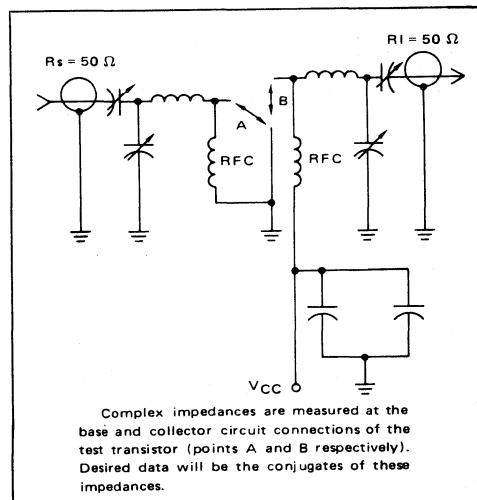 Rs = 50 Ω
Rl = 50 Ω
B
A
RFC
RFC
VCC
Complex impedances are measured at the
base and collector circuit connections of the
test transistor (points A and B respectively).
Desired data will be the conjugates of these
impedances.